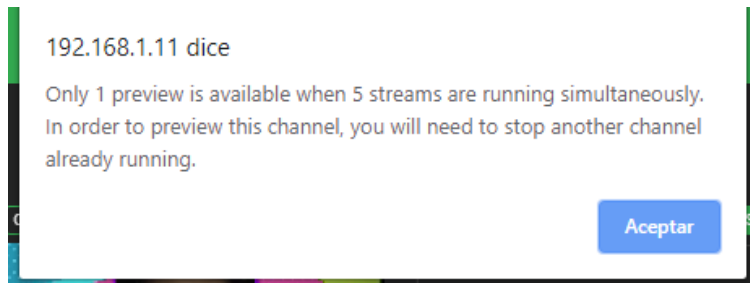 192.168.1.11 dice
Only 1 preview is available when 5 streams are running simultaneously.
In order to preview this channel, you will need to stop another channel
already running.
Aceptar